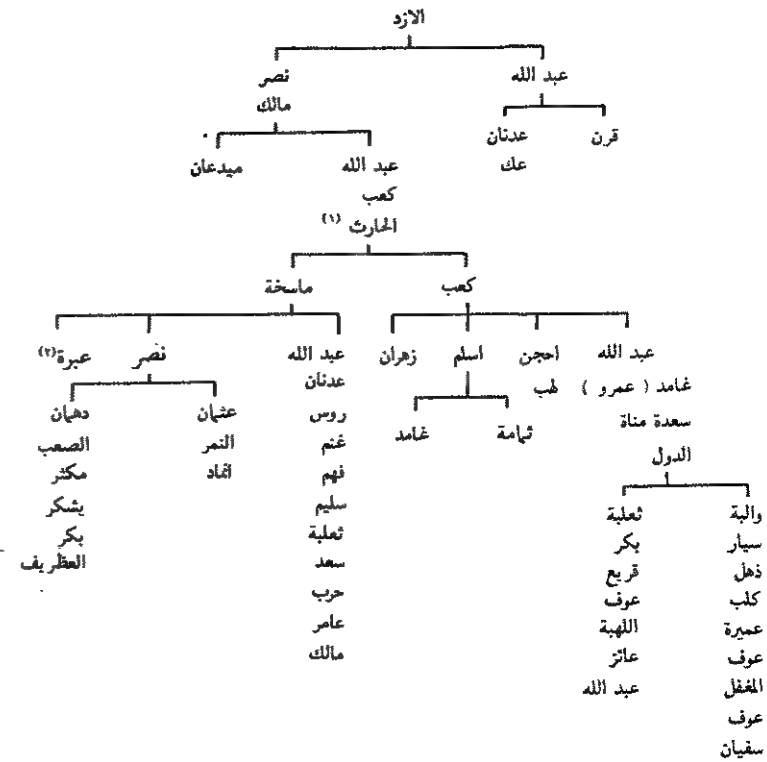 الازد
عبد الله
نصر
مالك
قرن
عدنان
عك
عبد الله
كعب
الحارث (١)
ميدعان
كعب
ماسخة
عبد الله
غامد ( عمرو )
سعدة مناة
الدول
والبة
سيار
ذهل
كلب
عميرة
عوف
المغفل
عوف
سفيان
ثعلبة
بكر
قريع
عوف
اللهبة
عائز
عبد الله
احجن
لهب
اسلم
ثمامة
غامد
زهران
عبد الله
عدنان
روس
غنم
فهم
سليم
ثعلبة
سعد
حرب
عامر
مالك
نصر
عثمان
النمر
اثماد
دهمان
الصعب
مكثر
يشكر
بكر
العظريف
عبرة (٢)